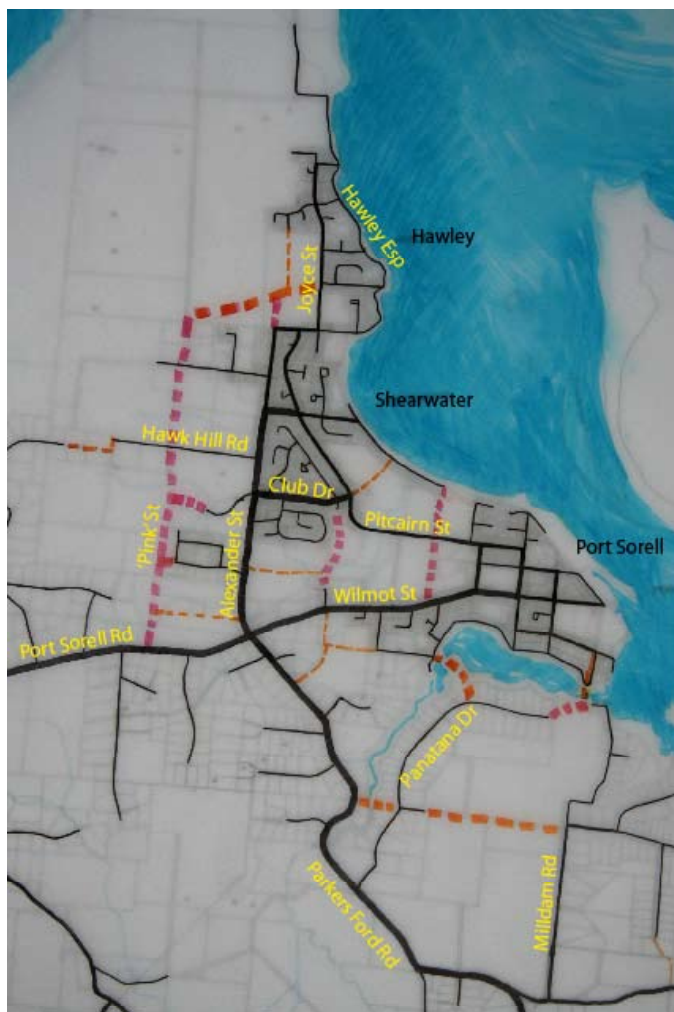 Hawley Esp
Hawley
Joyce St
Shearwater
Hawk Hill Rd
Club Dr
Pitcairn St
'Pink' St
Port Sorell
Alexander St
Wilmot St
Port Sorell Rd
Panatana Dr
Parkers Ford Rd
Milldam Rd